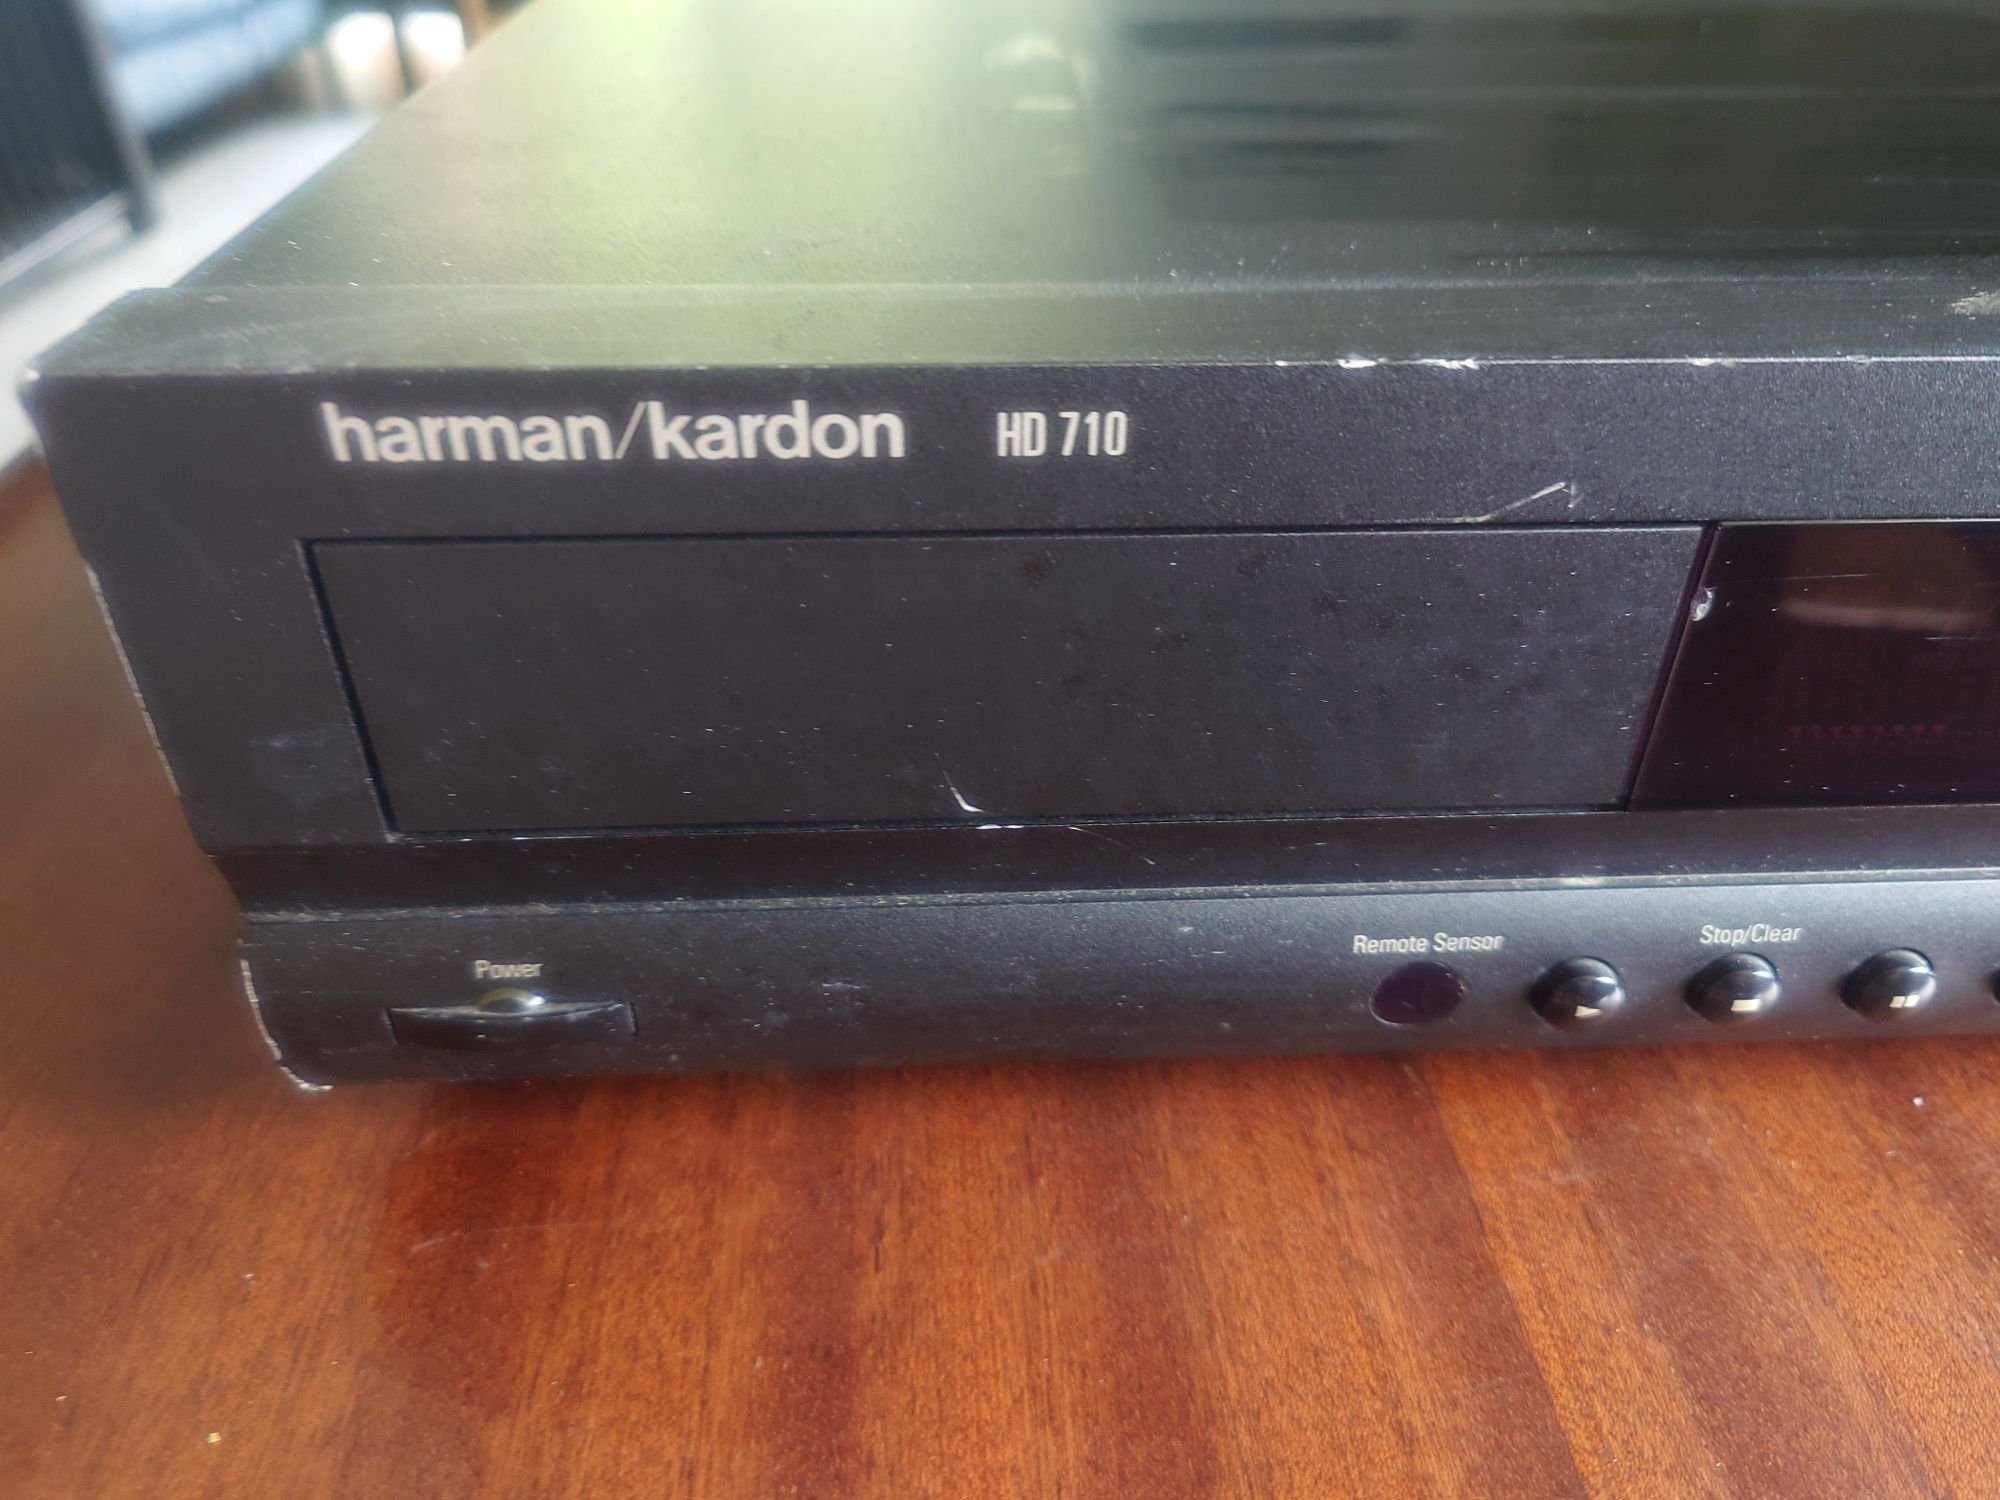 harman/kardon HD 710
Power
Remote Sensor
Stop/Clear